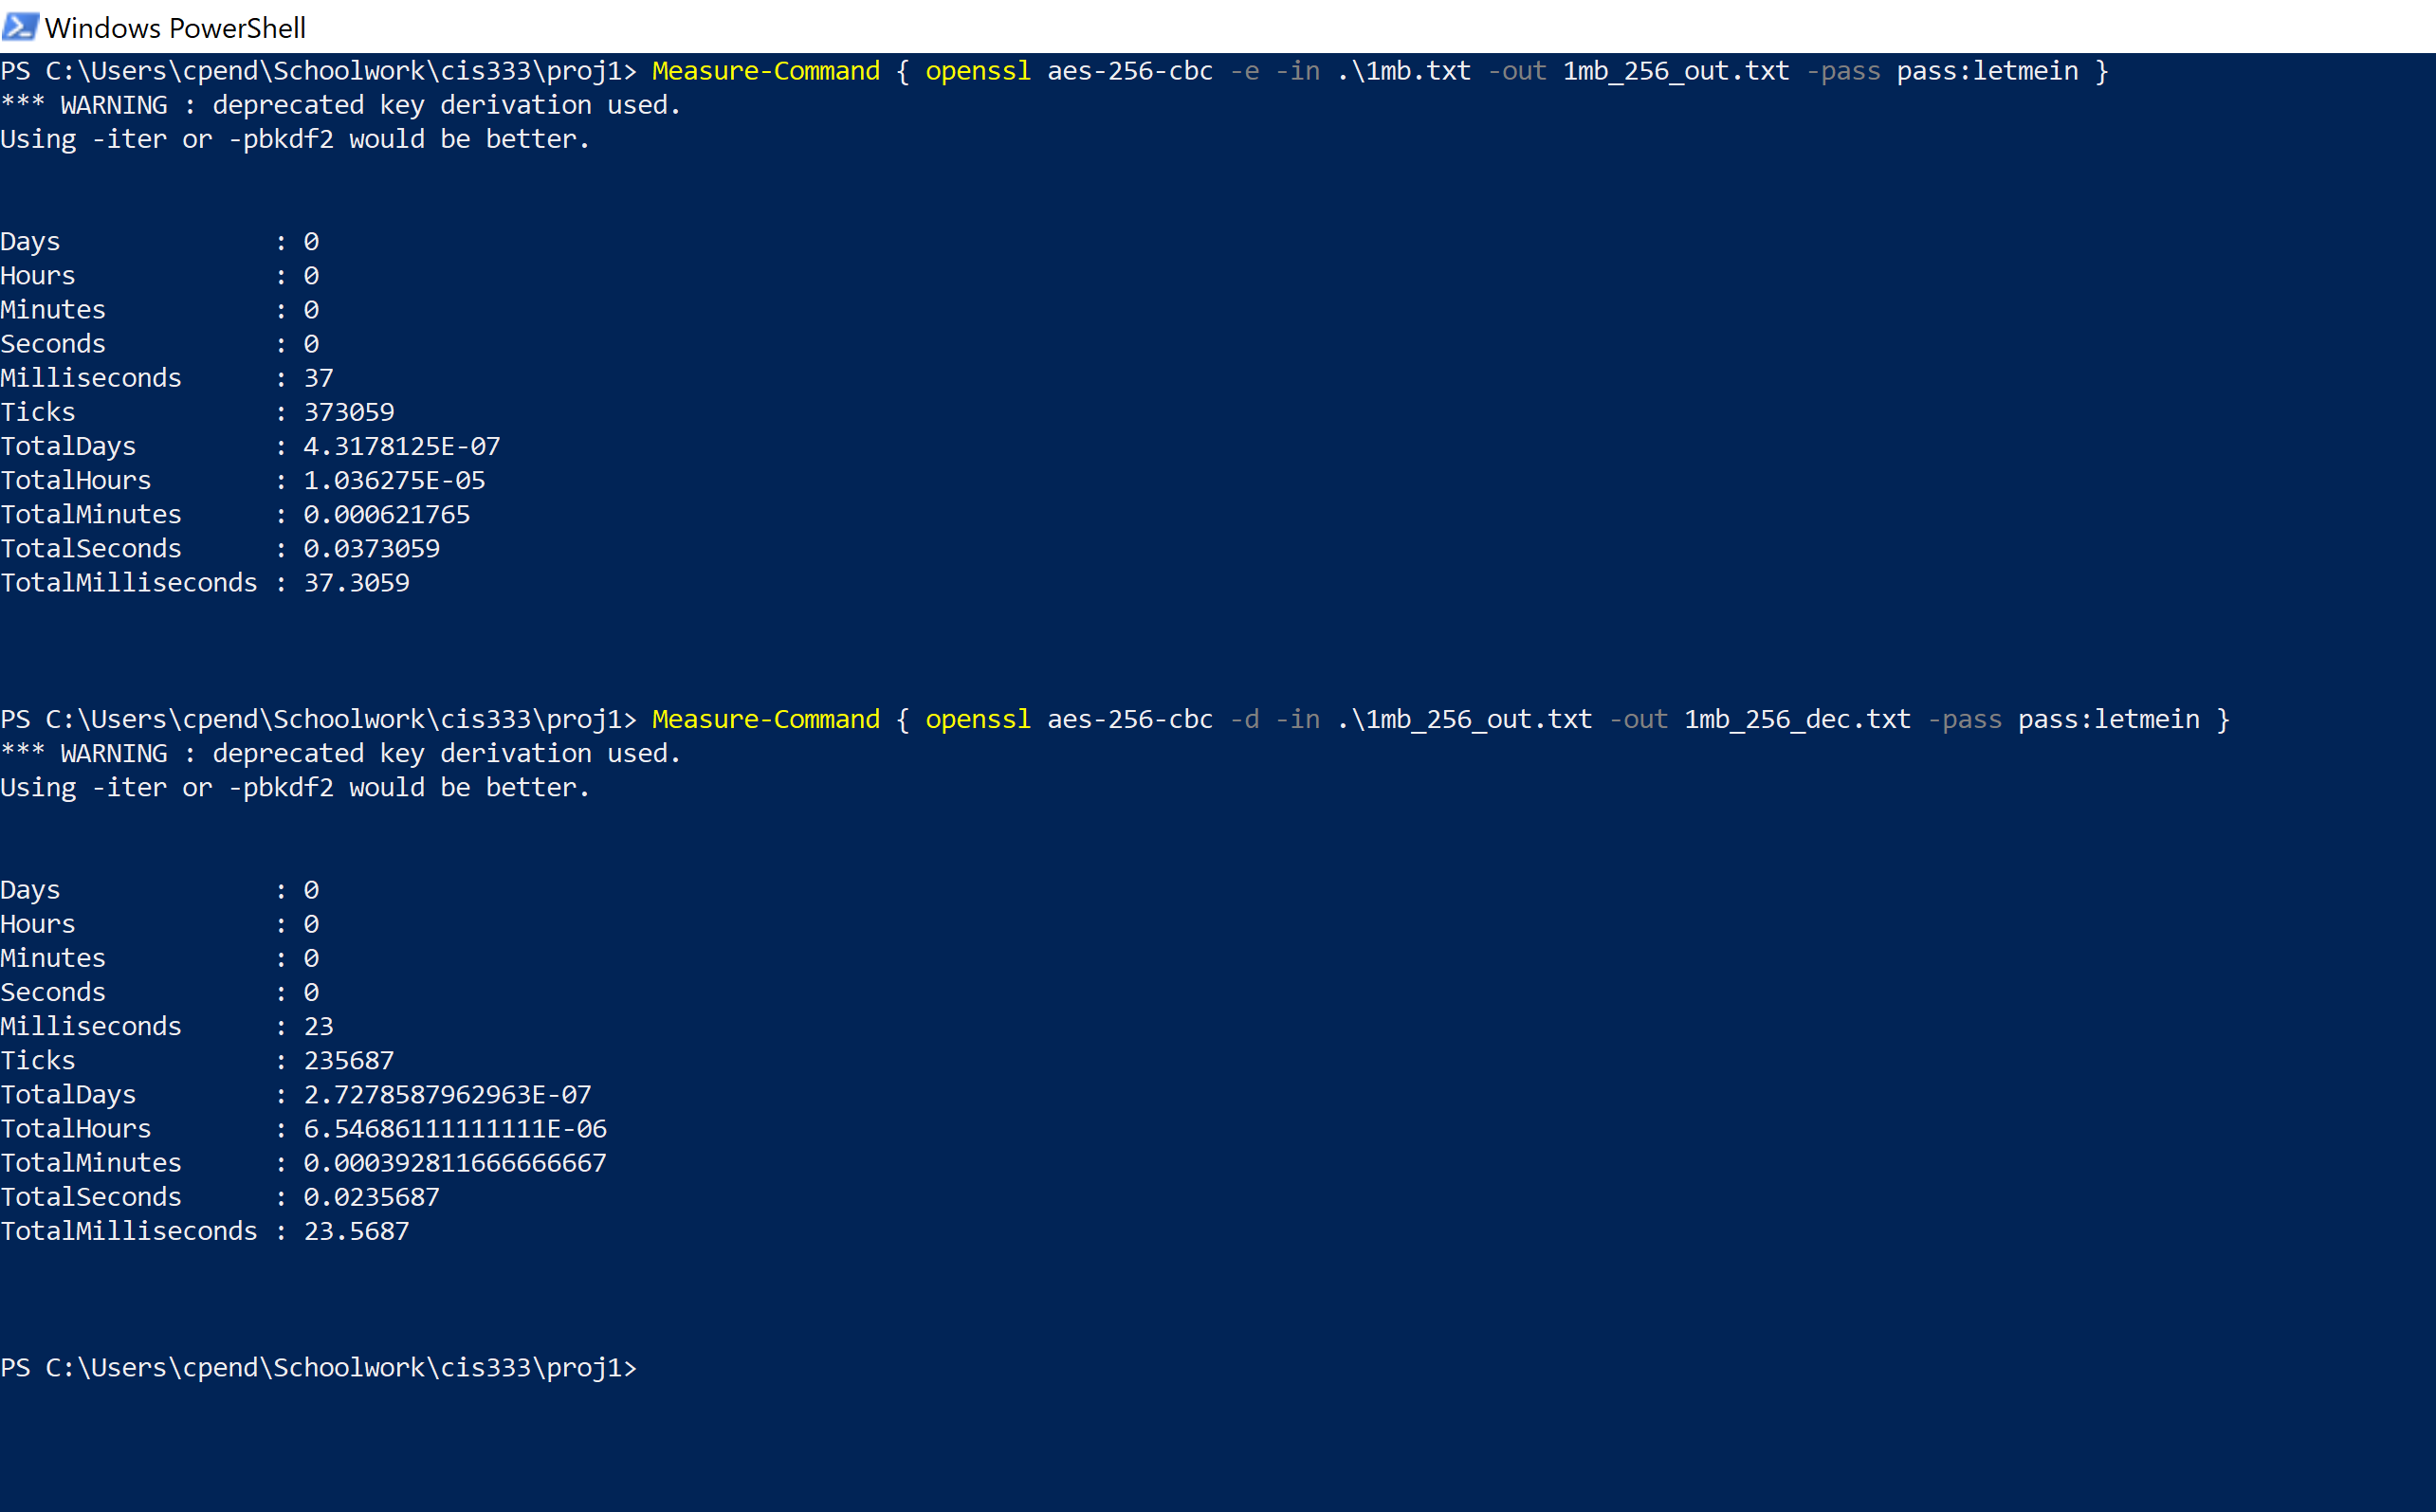 Windows PowerShell
PS C:\Users\cpend\Schoolwork\cis333\proj1> Measure-Command { openssl aes-256-cbc -e -in .\1mb.txt -out 1mb_256_out.txt -pass pass:letmein }
*** WARNING : deprecated key derivation used.
Using -iter or -pbkdf2 would be better.
Days              : 0
Hours             : 0
Minutes           : 0
Seconds           : 0
Milliseconds      : 37
Ticks             : 373059
TotalDays         : 4.3178125E-07
TotalHours        : 1.036275E-05
TotalMinutes      : 0.000621765
TotalSeconds      : 0.0373059
TotalMilliseconds : 37.3059
PS C:\Users\cpend\Schoolwork\cis333\proj1> Measure-Command { openssl aes-256-cbc -d -in .\1mb_256_out.txt -out 1mb_256_dec.txt -pass pass:letmein }
*** WARNING : deprecated key derivation used.
Using -iter or -pbkdf2 would be better.
Days              : 0
Hours             : 0
Minutes           : 0
Seconds           : 0
Milliseconds      : 23
Ticks             : 235687
TotalDays         : 2.7278587962963E-07
TotalHours        : 6.54686111111111E-06
TotalMinutes      : 0.000392811666666667
TotalSeconds      : 0.0235687
TotalMilliseconds : 23.5687
PS C:\Users\cpend\Schoolwork\cis333\proj1>